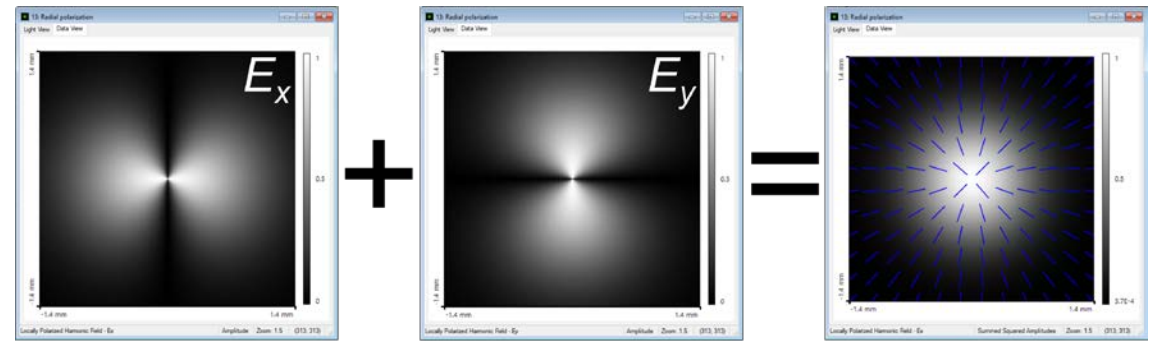 13: Radial polarization
Light View Data View
1.4 mm
-1.4 mm
-1.4 mm
1.4 mm
1
0.5
0
Ex
Locally Polarized Harmonic Field - Ex
Amplitude
Zoom: 1.5
(313; 313)
+
13: Radial polarization
Light View Data View
1.4 mm
-1.4 mm
-1.4 mm
1.4 mm
1
0.5
0
Ey
Locally Polarized Harmonic Field - Ey
Amplitude
Zoom: 1.5
(313; 313)
=
13: Radial polarization
Light View Data View
1.4 mm
-1.4 mm
-1.4 mm
1.4 mm
1
0.5
3.7E-4
Locally Polarized Harmonic Field - Ex
Summed Squared Amplitudes
Zoom: 1.5
(313; 313)